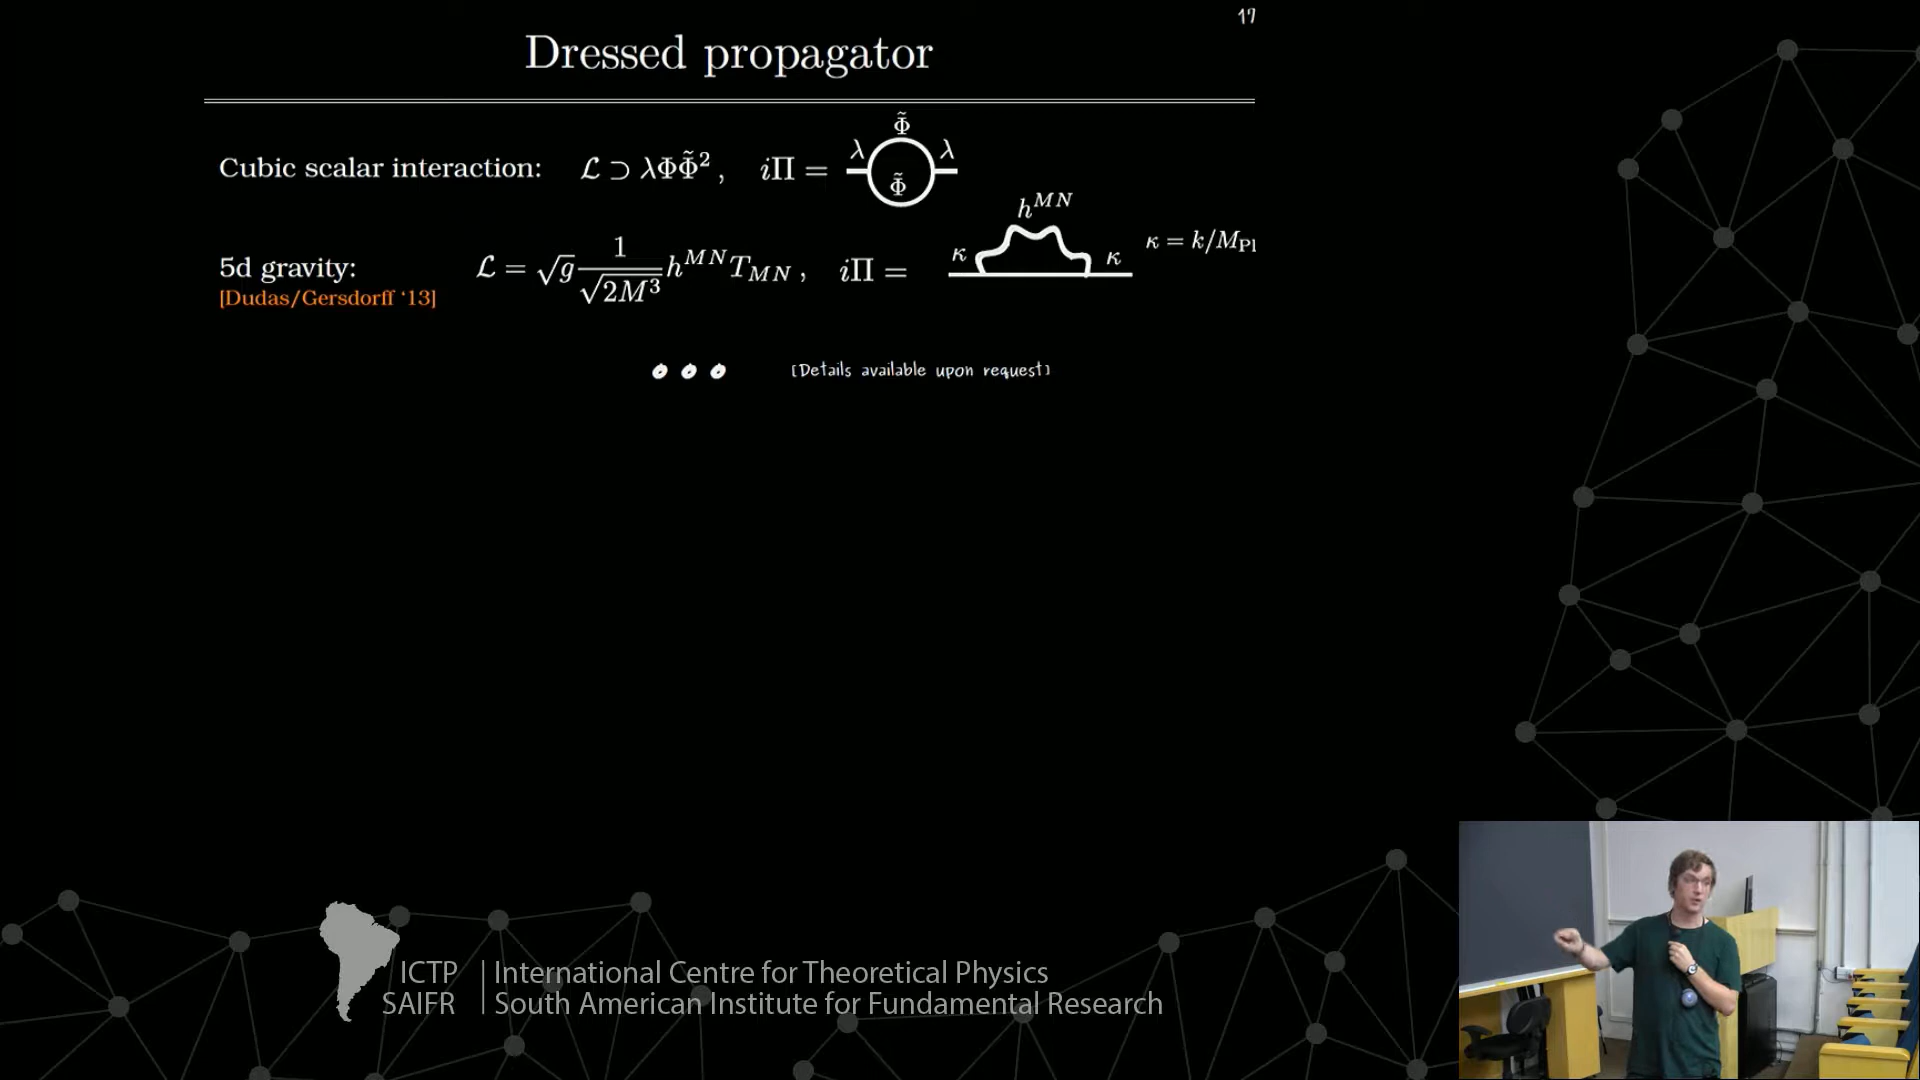 17
Dressed propagator
Cubic scalar interaction: ℒ ⊃ λΦΦ̃², iΠ = λ Φ̃ Φ̃ λ
5d gravity: ℒ = √g 1/√(2M³) h^{MN} T_{MN}, iΠ = κ h^{MN} κ κ = k/M_{Pl}
[Dudas/Gersdorff ‘13]
[Details available upon request]
ICTP | International Centre for Theoretical Physics
SAIFR | South American Institute for Fundamental Research